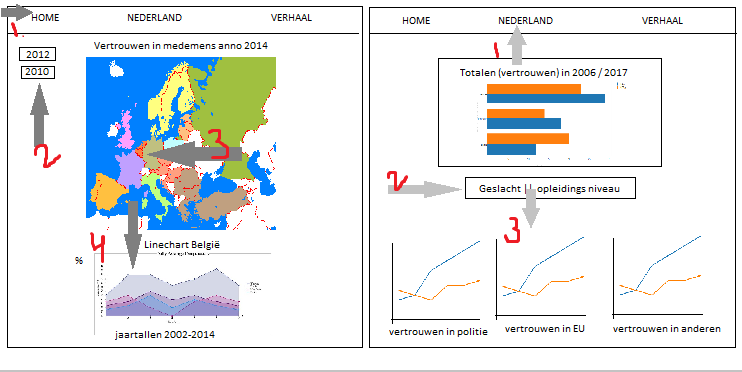 HOME NEDERLAND VERHAAL
1.
2012
2010
2
Vertrouwen in medemens anno 2014
3
4
Linechart België
%
jaartallen 2002-2014
HOME NEDERLAND VERHAAL
1
Totalen (vertrouwen) in 2006 / 2017
%
2
Geslacht | | opleidings niveau
3
vertrouwen in politie
vertrouwen in EU
vertrouwen in anderen